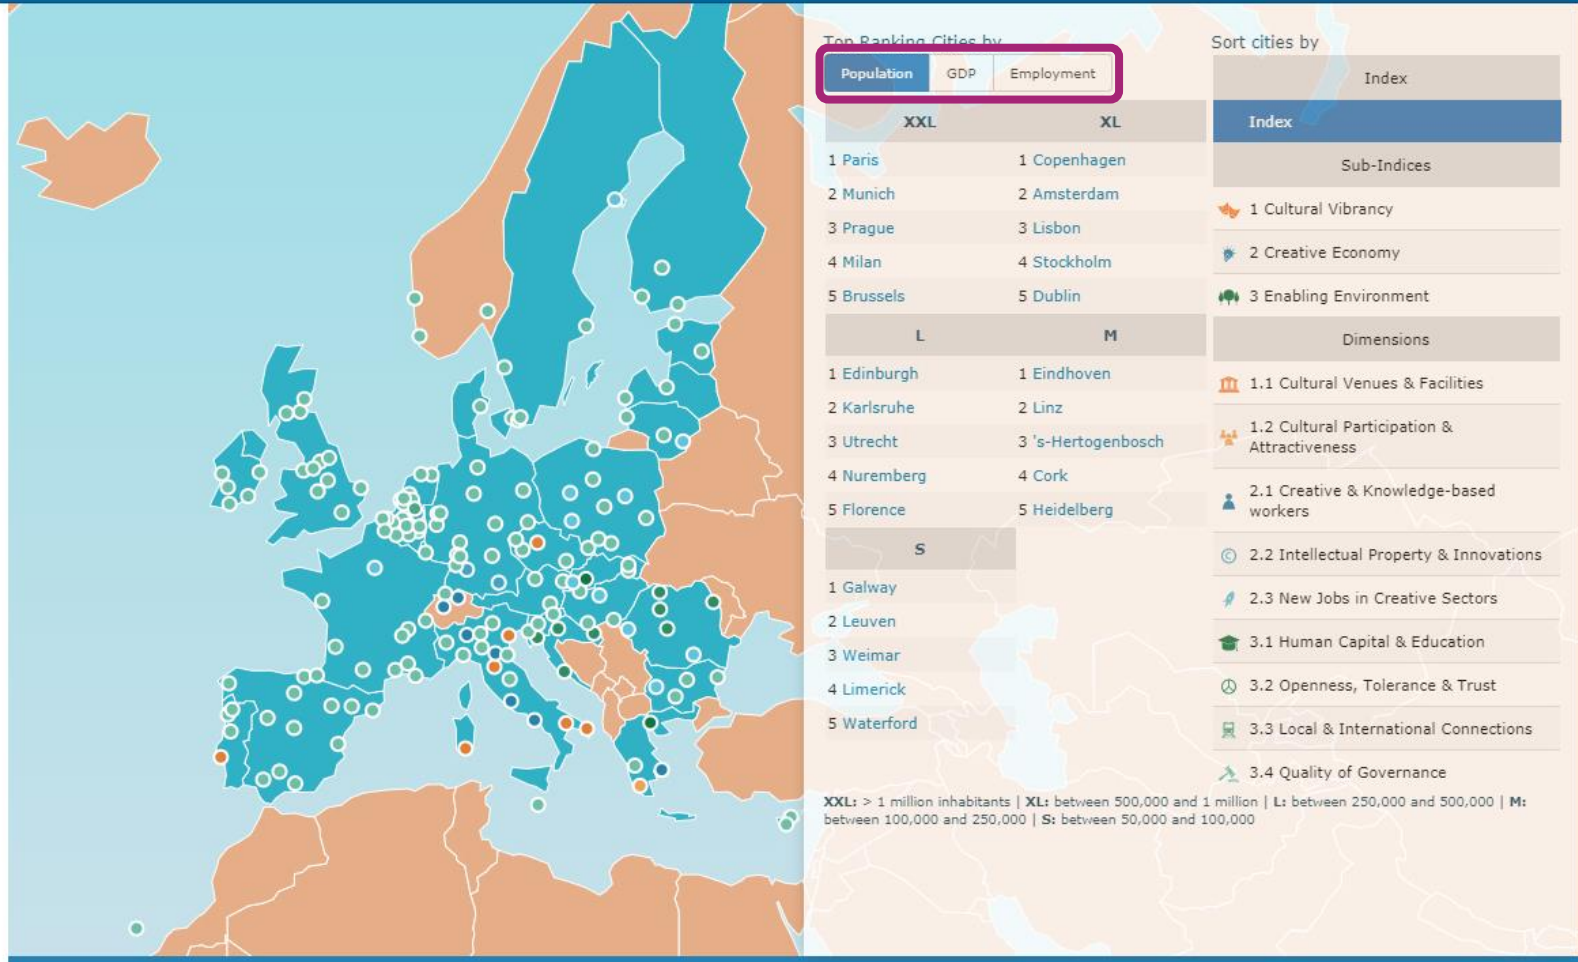 Top Ranking Cities by
Population GDP Employment
XXL XL
1 Paris 1 Copenhagen
2 Munich 2 Amsterdam
3 Prague 3 Lisbon
4 Milan 4 Stockholm
5 Brussels 5 Dublin
L M
1 Edinburgh 1 Eindhoven
2 Karlsruhe 2 Linz
3 Utrecht 3 's-Hertogenbosch
4 Nuremberg 4 Cork
5 Florence 5 Heidelberg
S
1 Galway
2 Leuven
3 Weimar
4 Limerick
5 Waterford
Sort cities by
Index
Index
Sub-Indices
1 Cultural Vibrancy
2 Creative Economy
3 Enabling Environment
Dimensions
1.1 Cultural Venues & Facilities
1.2 Cultural Participation &
Attractiveness
2.1 Creative & Knowledge-based
workers
2.2 Intellectual Property & Innovations
2.3 New Jobs in Creative Sectors
3.1 Human Capital & Education
3.2 Openness, Tolerance & Trust
3.3 Local & International Connections
3.4 Quality of Governance
XXL: > 1 million inhabitants | XL: between 500,000 and 1 million | L: between 250,000 and 500,000 | M:
between 100,000 and 250,000 | S: between 50,000 and 100,000